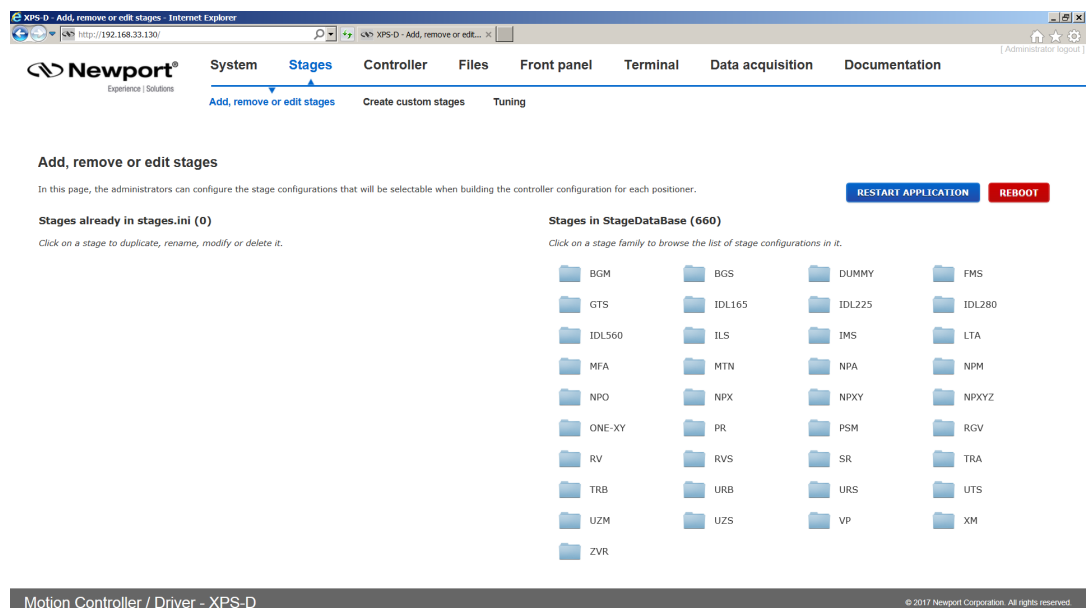 XPS-D - Add, remove or edit stages - Internet Explorer
http://192.168.33.130/
XPS-D - Add, remove or edit...
[ Administrator logout ]
Newport®
Experience | Solutions
System Stages Controller Files Front panel Terminal Data acquisition Documentation
Add, remove or edit stages Create custom stages Tuning
Add, remove or edit stages
In this page, the administrators can configure the stage configurations that will be selectable when building the controller configuration for each positioner.
RESTART APPLICATION REBOOT
Stages already in stages.ini (0)
Click on a stage to duplicate, rename, modify or delete it.
Stages in StageDataBase (660)
Click on a stage family to browse the list of stage configurations in it.
BGM BGS DUMMY FMS
GTS IDL165 IDL225 IDL280
IDL560 ILS IMS LTA
MFA MTN NPA NPM
NPO NPX NPXY NPXYZ
ONE-XY PR PSM RGV
RV RVS SR TRA
TRB URB URS UTS
UZM UZS VP XM
ZVR
Motion Controller / Driver - XPS-D
© 2017 Newport Corporation. All rights reserved.